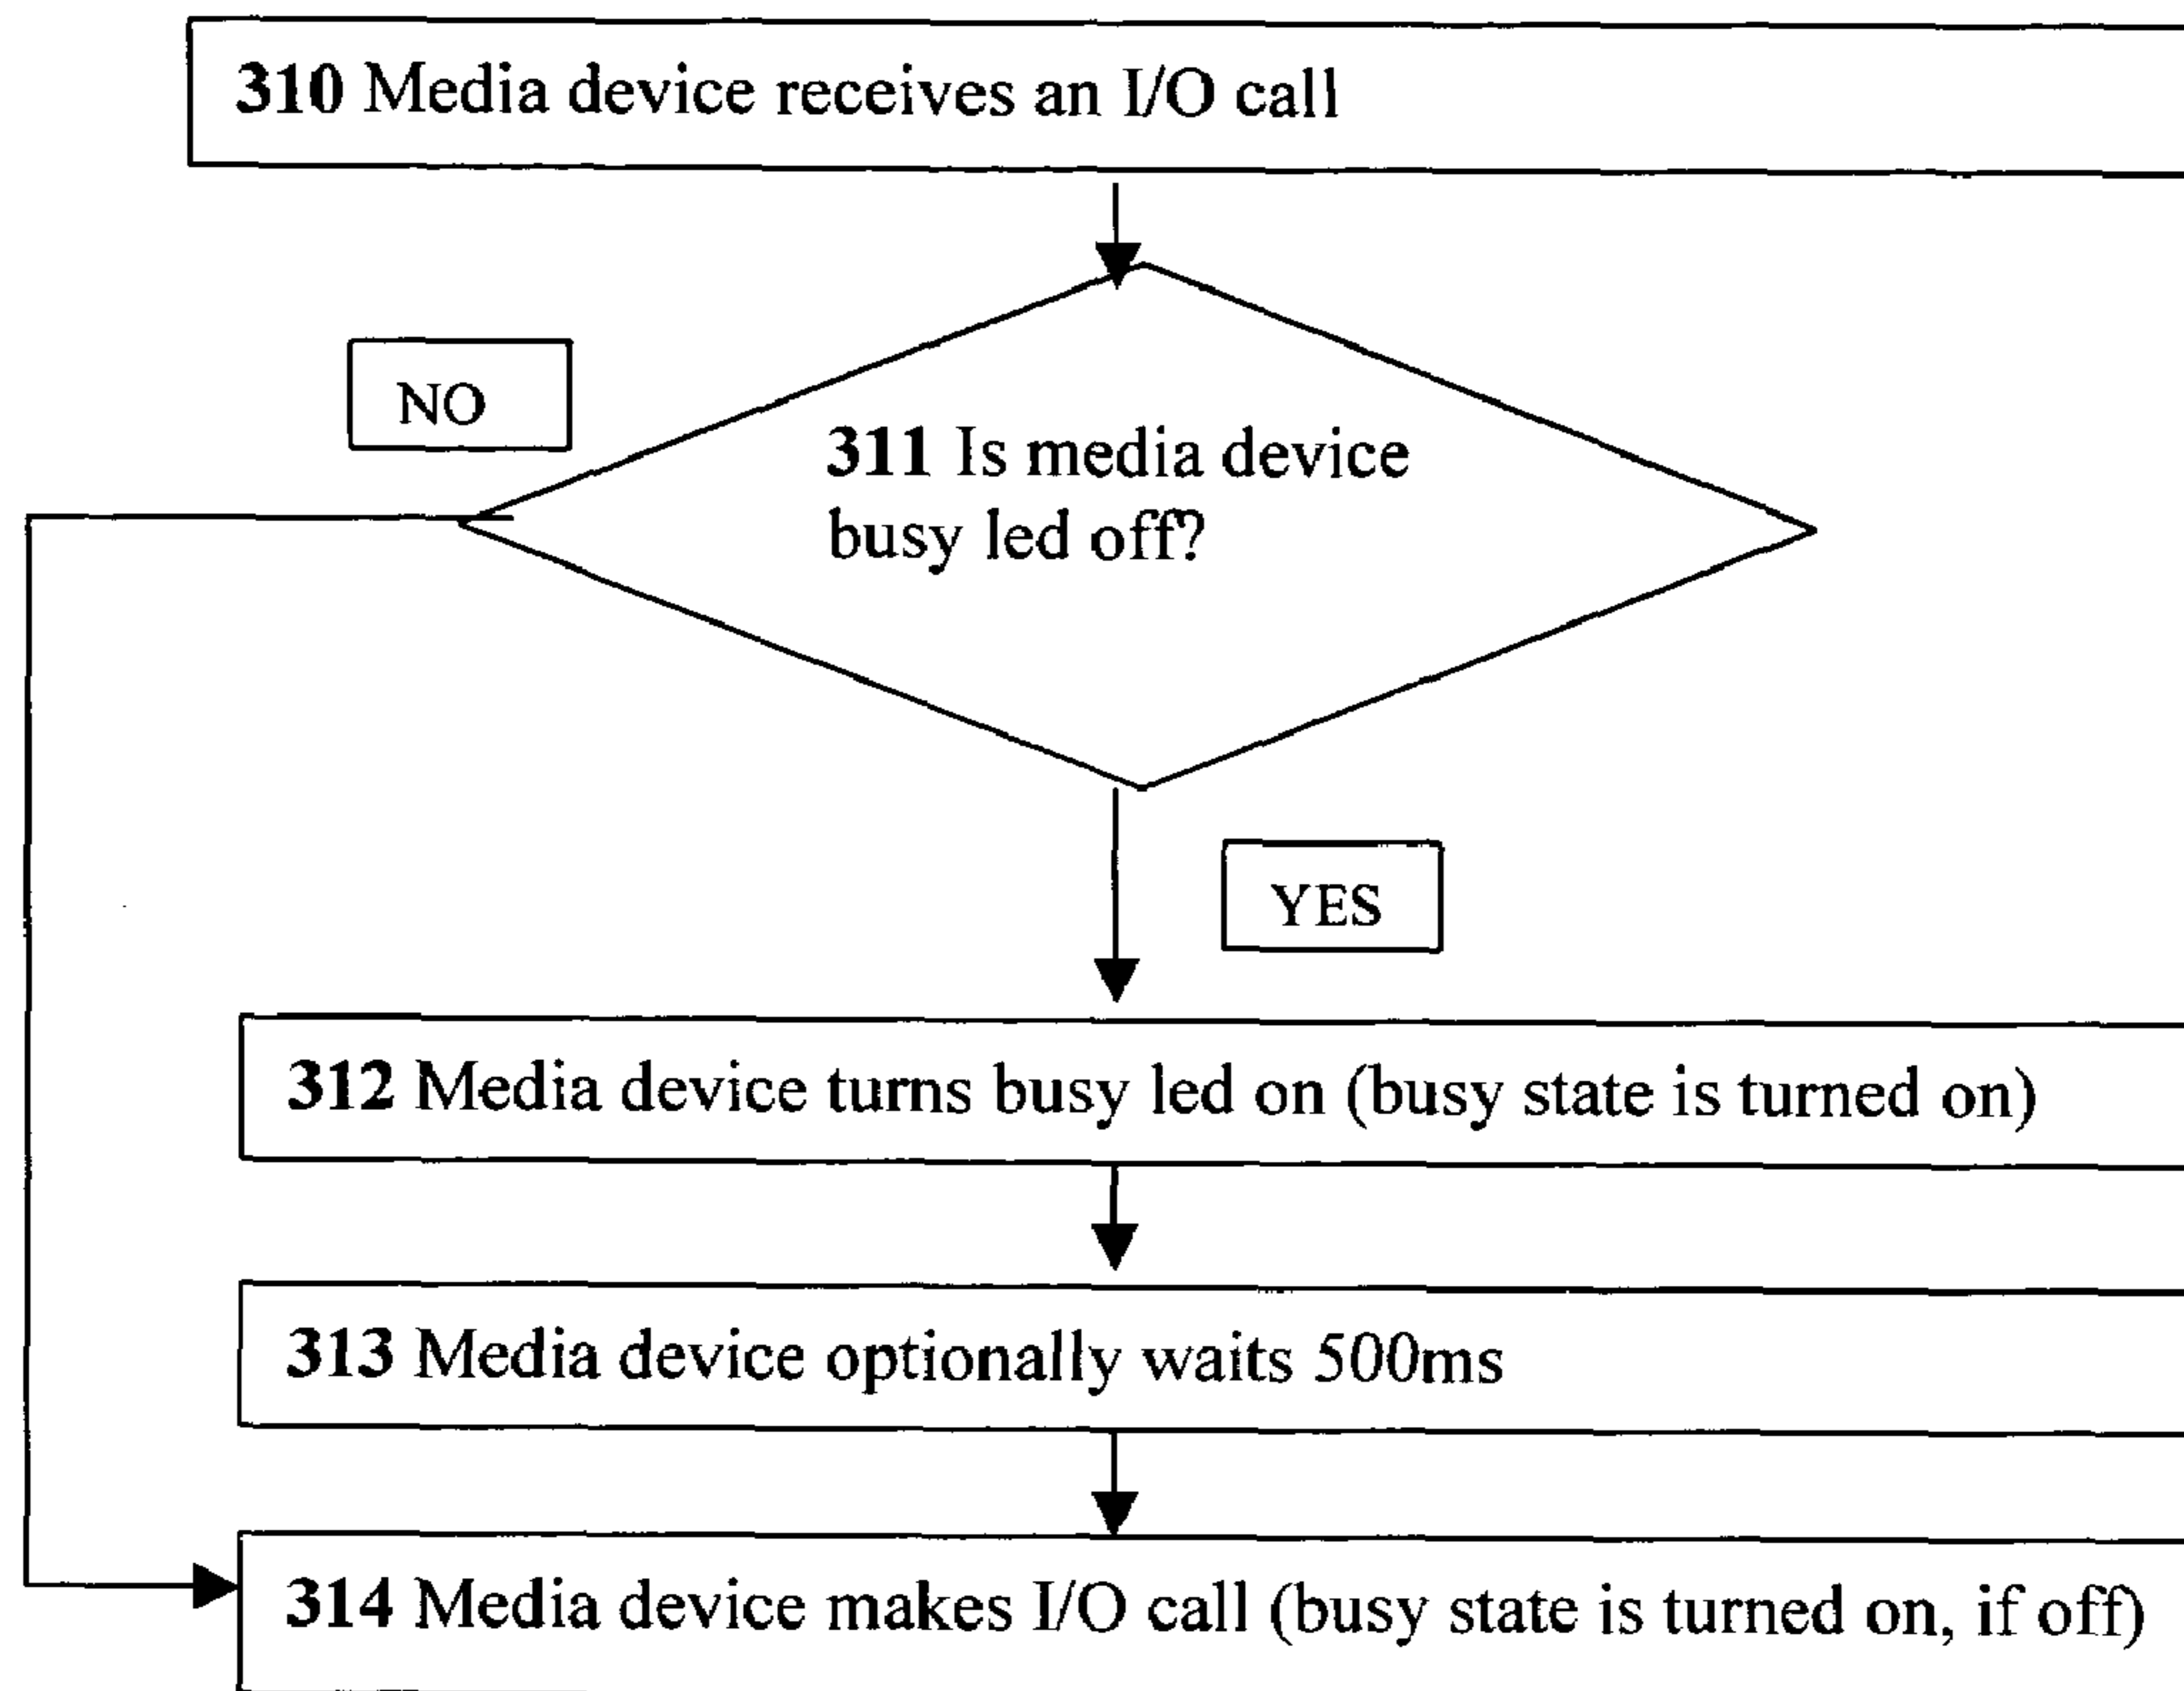 310 Media device receives an I/O call
NO
311 Is media device
busy led off?
YES
312 Media device turns busy led on (busy state is turned on)
313 Media device optionally waits 500ms
314 Media device makes I/O call (busy state is turned on, if off)